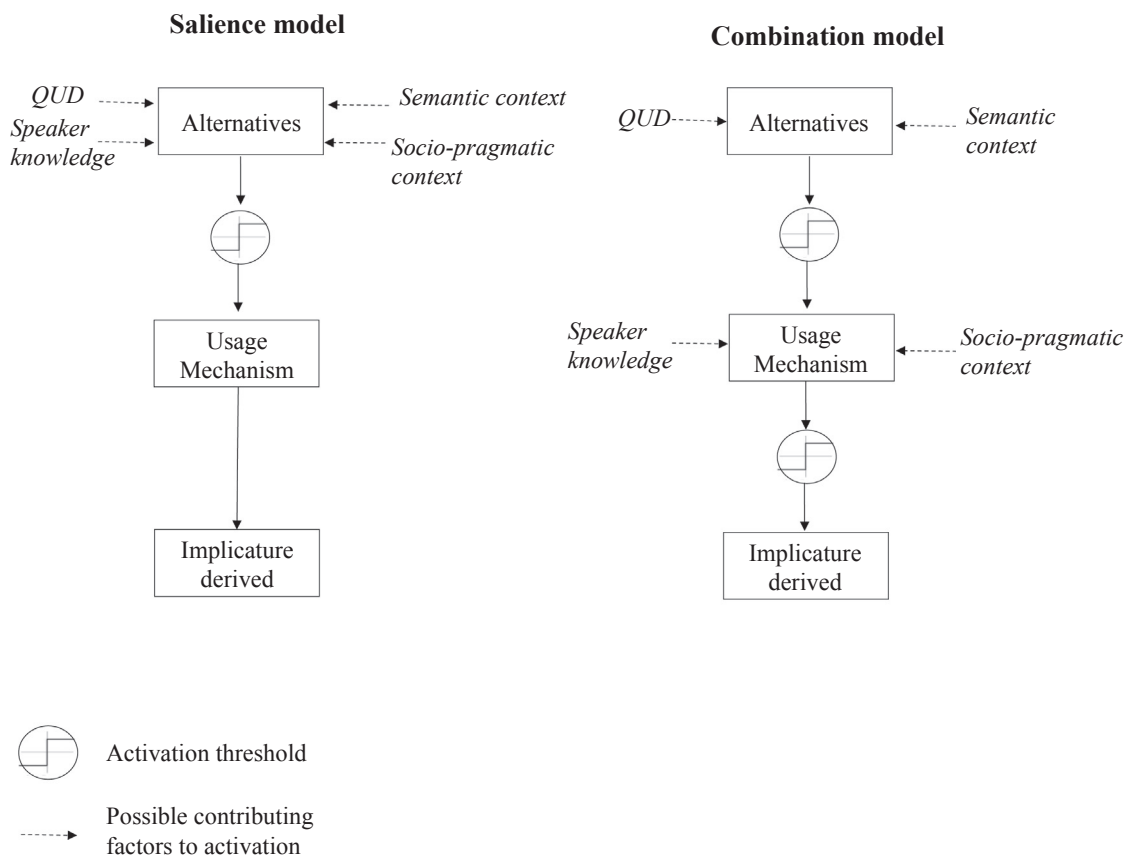 Salience model
QUD
Speaker
knowledge
Alternatives
Semantic context
Socio-pragmatic
context
Usage
Mechanism
Implicature
derived
Combination model
QUD
Alternatives
Semantic
context
Speaker
knowledge
Usage
Mechanism
Socio-pragmatic
context
Implicature
derived
Activation threshold
Possible contributing
factors to activation